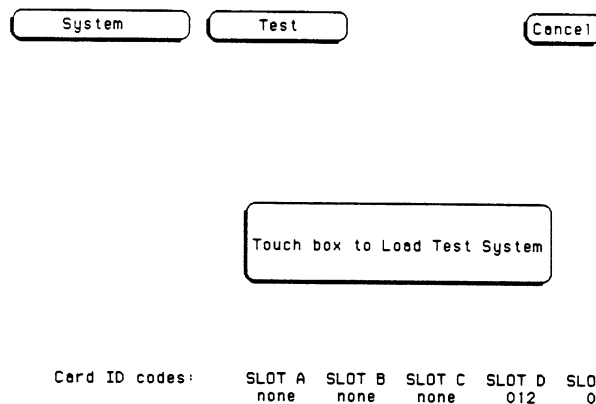 System Test Cancel
Touch box to Load Test System
Card ID codes: SLOT A SLOT B SLOT C SLOT D
none none none 012